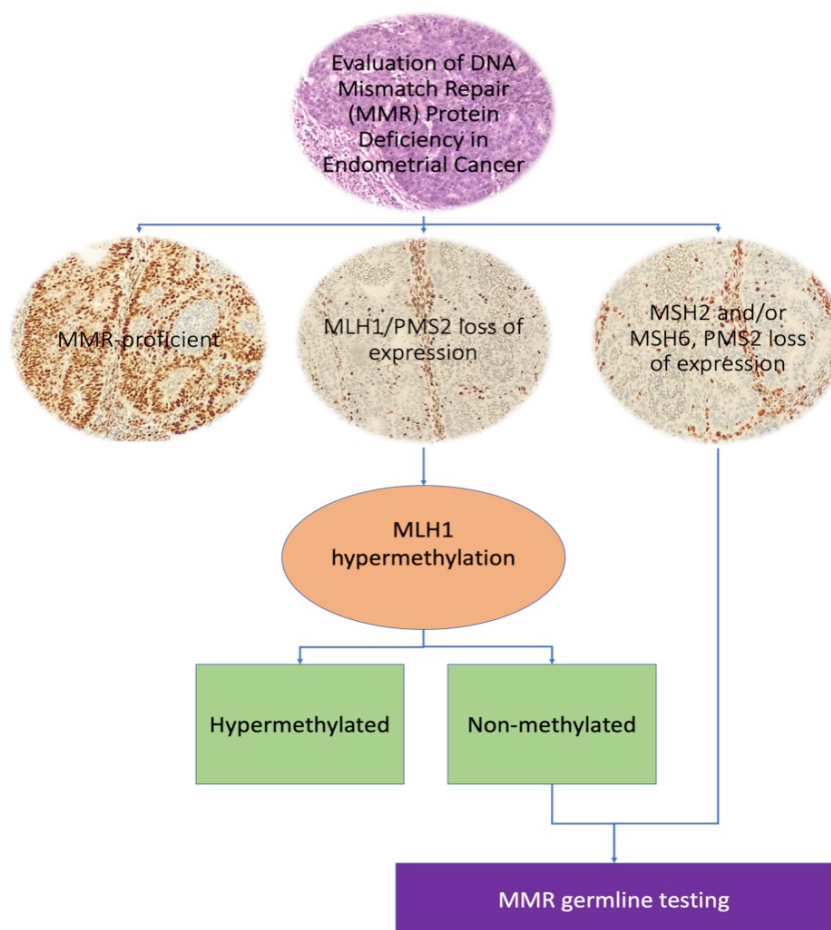 Evaluation of DNA
Mismatch Repair
(MMR) Protein
Deficiency in
Endometrial Cancer
MMR-proficient
MLH1/PMS2 loss of
expression
MSH2 and/or
MSH6, PMS2 loss
of expression
MLH1
hypermethylation
Hypermethylated
Non-methylated
MMR germline testing